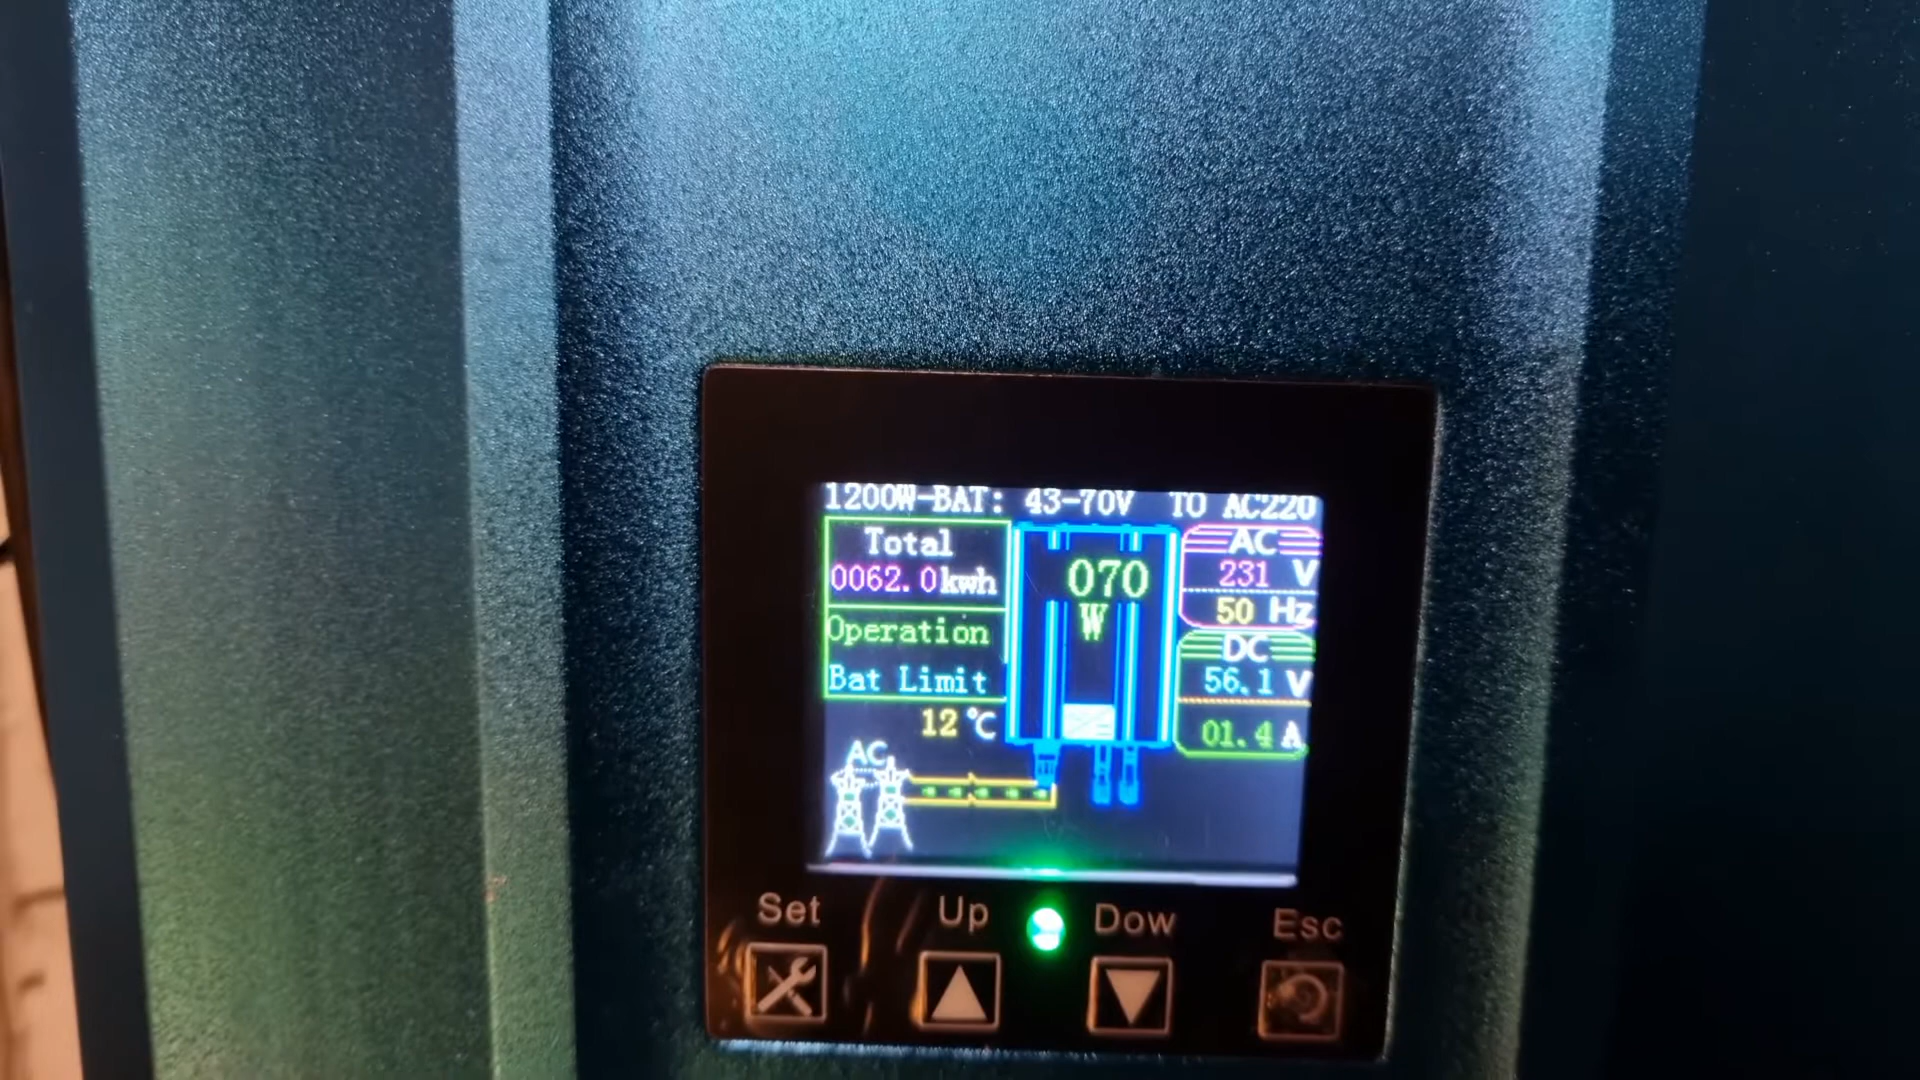 1200W-BAT: 43-70V TO AC220
Total
0062.0kwh
Operation
Bat Limit
12 ℃
AC
070
W
AC
231 V
50 Hz
DC
56.1 V
01.4 A
Set
Up
Dow
Esc